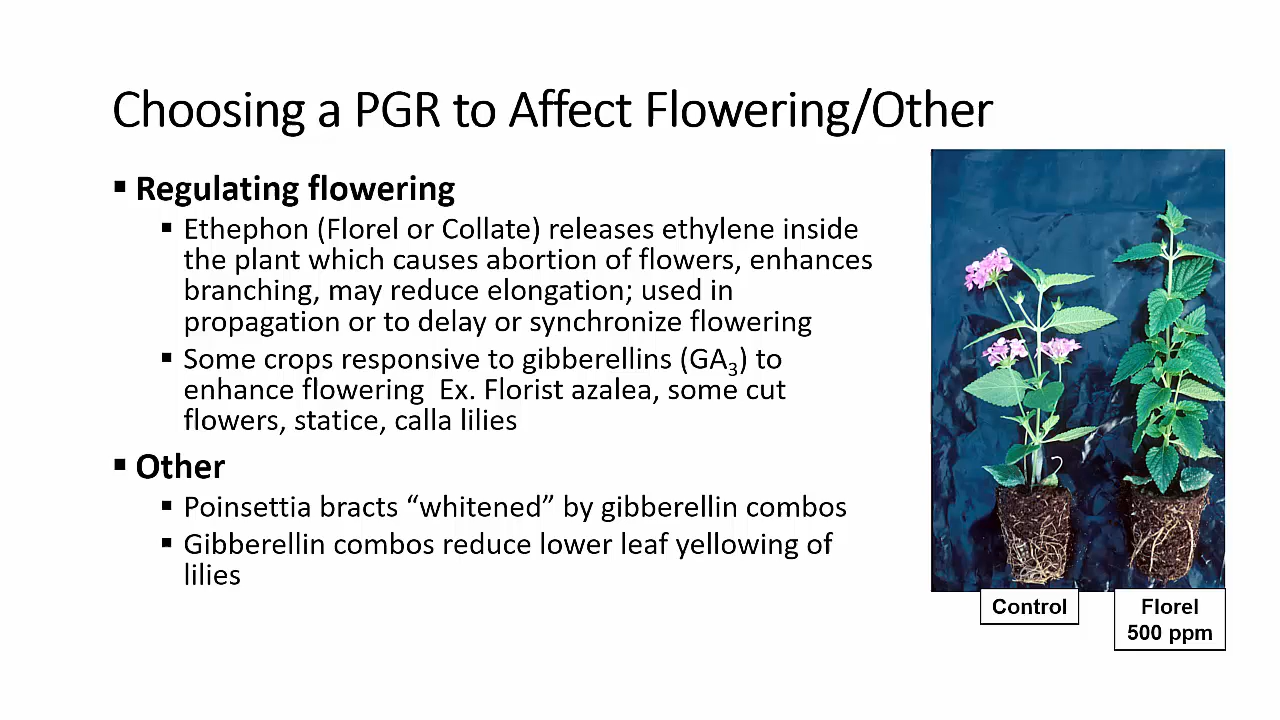 Choosing a PGR to Affect Flowering/Other
▪ Regulating flowering
▪ Ethephon (Florel or Collate) releases ethylene inside
the plant which causes abortion of flowers, enhances
branching, may reduce elongation; used in
propagation or to delay or synchronize flowering
▪ Some crops responsive to gibberellins (GA₃) to
enhance flowering  Ex. Florist azalea, some cut
flowers, statice, calla lilies
▪ Other
▪ Poinsettia bracts “whitened” by gibberellin combos
▪ Gibberellin combos reduce lower leaf yellowing of
lilies
Control
Florel
500 ppm